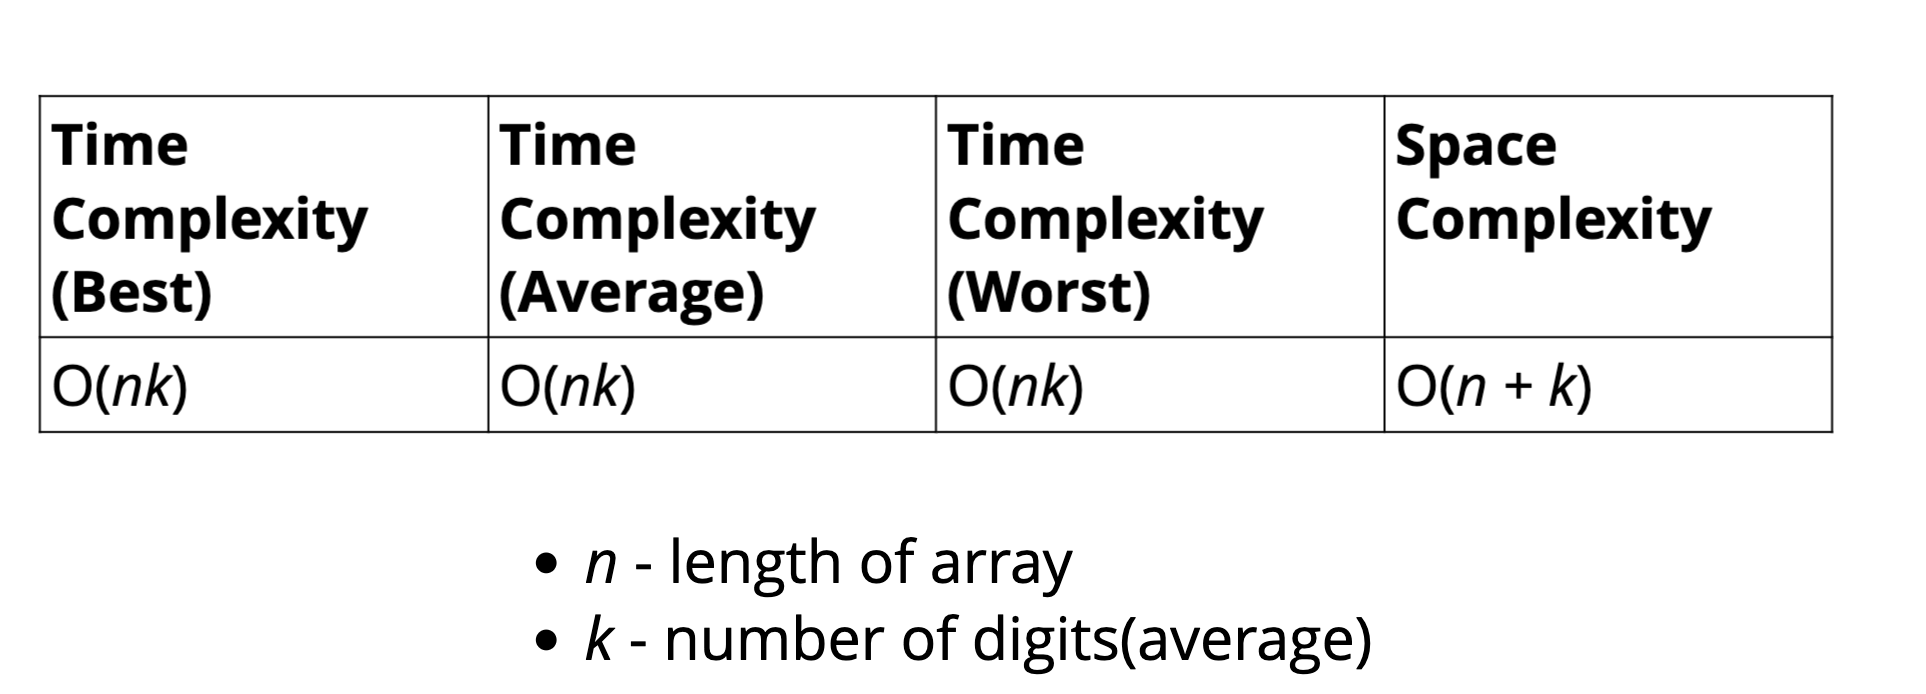 Time Complexity (Best)
Time Complexity (Average)
Time Complexity (Worst)
Space Complexity
O(nk)
O(nk)
O(nk)
O(n + k)
• n - length of array
• k - number of digits(average)